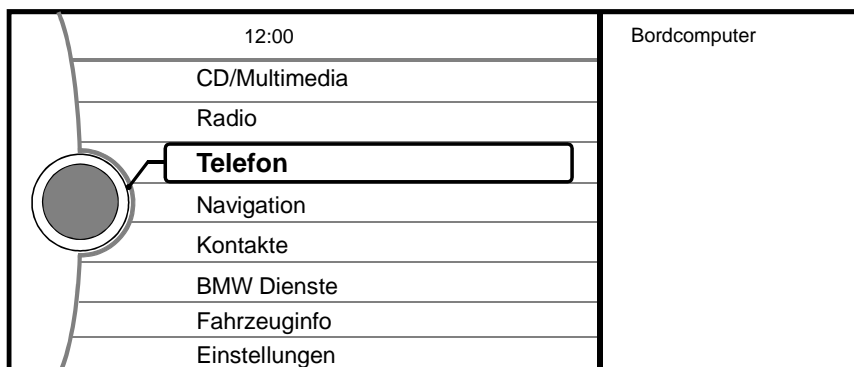 12:00
CD/Multimedia
Radio
Telefon
Navigation
Kontakte
BMW Dienste
Fahrzeuginfo
Einstellungen
Bordcomputer